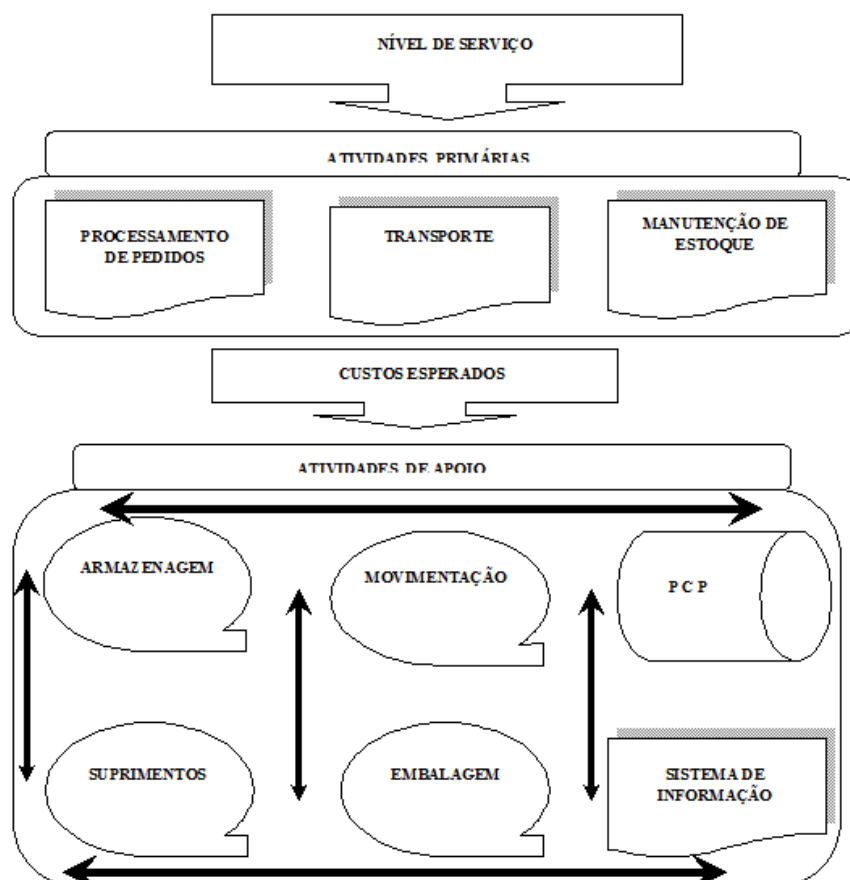 NÍVEL DE SERVIÇO
ATIVIDADES PRIMÁRIAS
PROCESSAMENTO
DE PEDIDOS
TRANSPORTE
MANUTENÇÃO DE
ESTOQUE
CUSTOS ESPERADOS
ATIVIDADES DE APOIO
ARMAZENAGEM
MOVIMENTAÇÃO
P C P
SUPRIMENTOS
EMBALAGEM
SISTEMA DE
INFORMAÇÃO